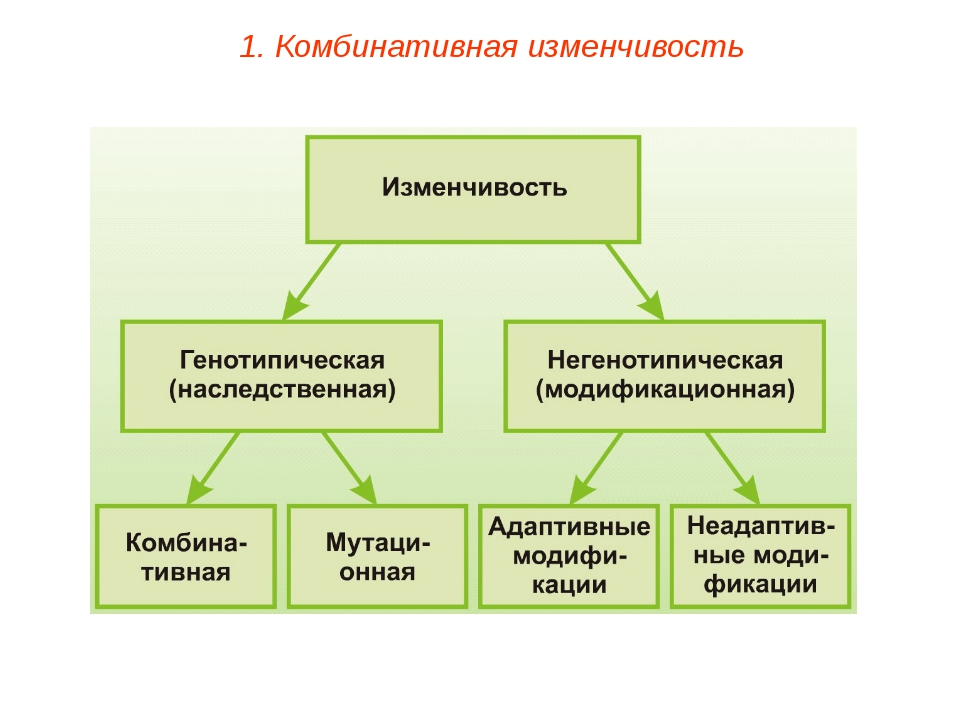 1. Комбинативная изменчивость
Изменчивость
Генотипическая
(наследственная)
Негенотипическая
(модификационная)
Комбина-
тивная
Мутаци-
онная
Адаптивные
модифи-
кации
Неадаптив-
ные моди-
фикации